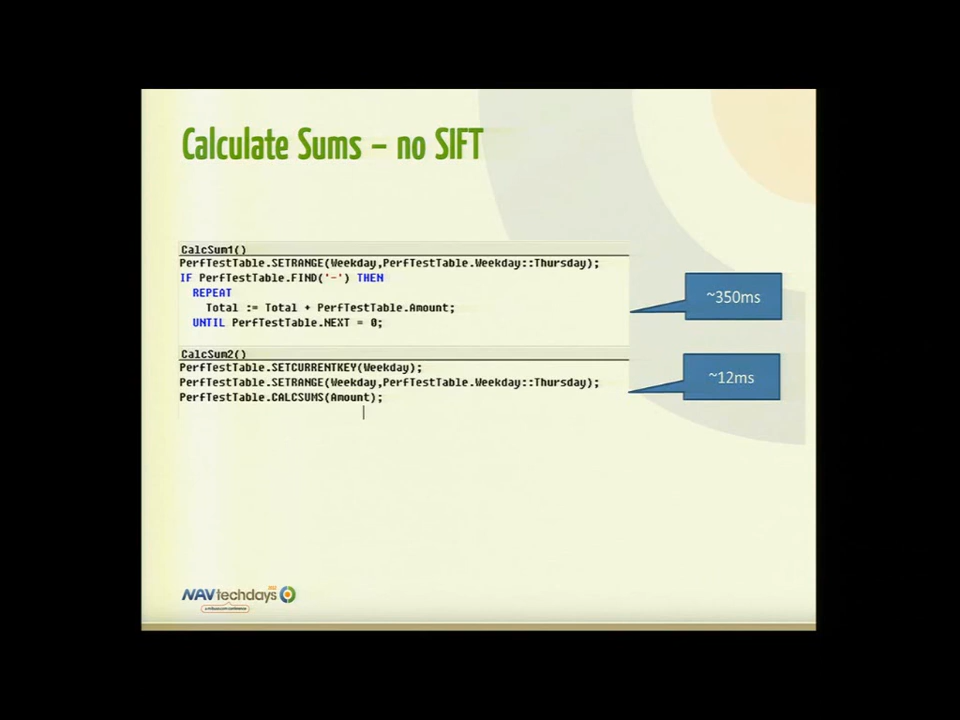 Calculate Sums – no SIFT
CalcSum1()
PerfTestTable.SETRANGE(Weekday,PerfTestTable.Weekday::Thursday);
IF PerfTestTable.FIND('-') THEN
REPEAT
Total := Total + PerfTestTable.Amount;
UNTIL PerfTestTable.NEXT = 0;
~350ms
CalcSum2()
PerfTestTable.SETCURRENTKEY(Weekday);
PerfTestTable.SETRANGE(Weekday,PerfTestTable.Weekday::Thursday);
PerfTestTable.CALCSUMS(Amount);
~12ms
NAVtechdays